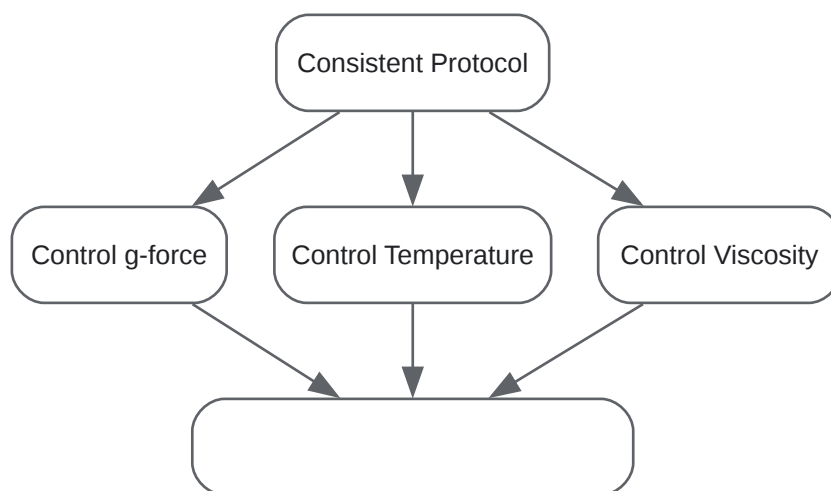 Consistent Protocol
Control g-force
Control Temperature
Control Viscosity